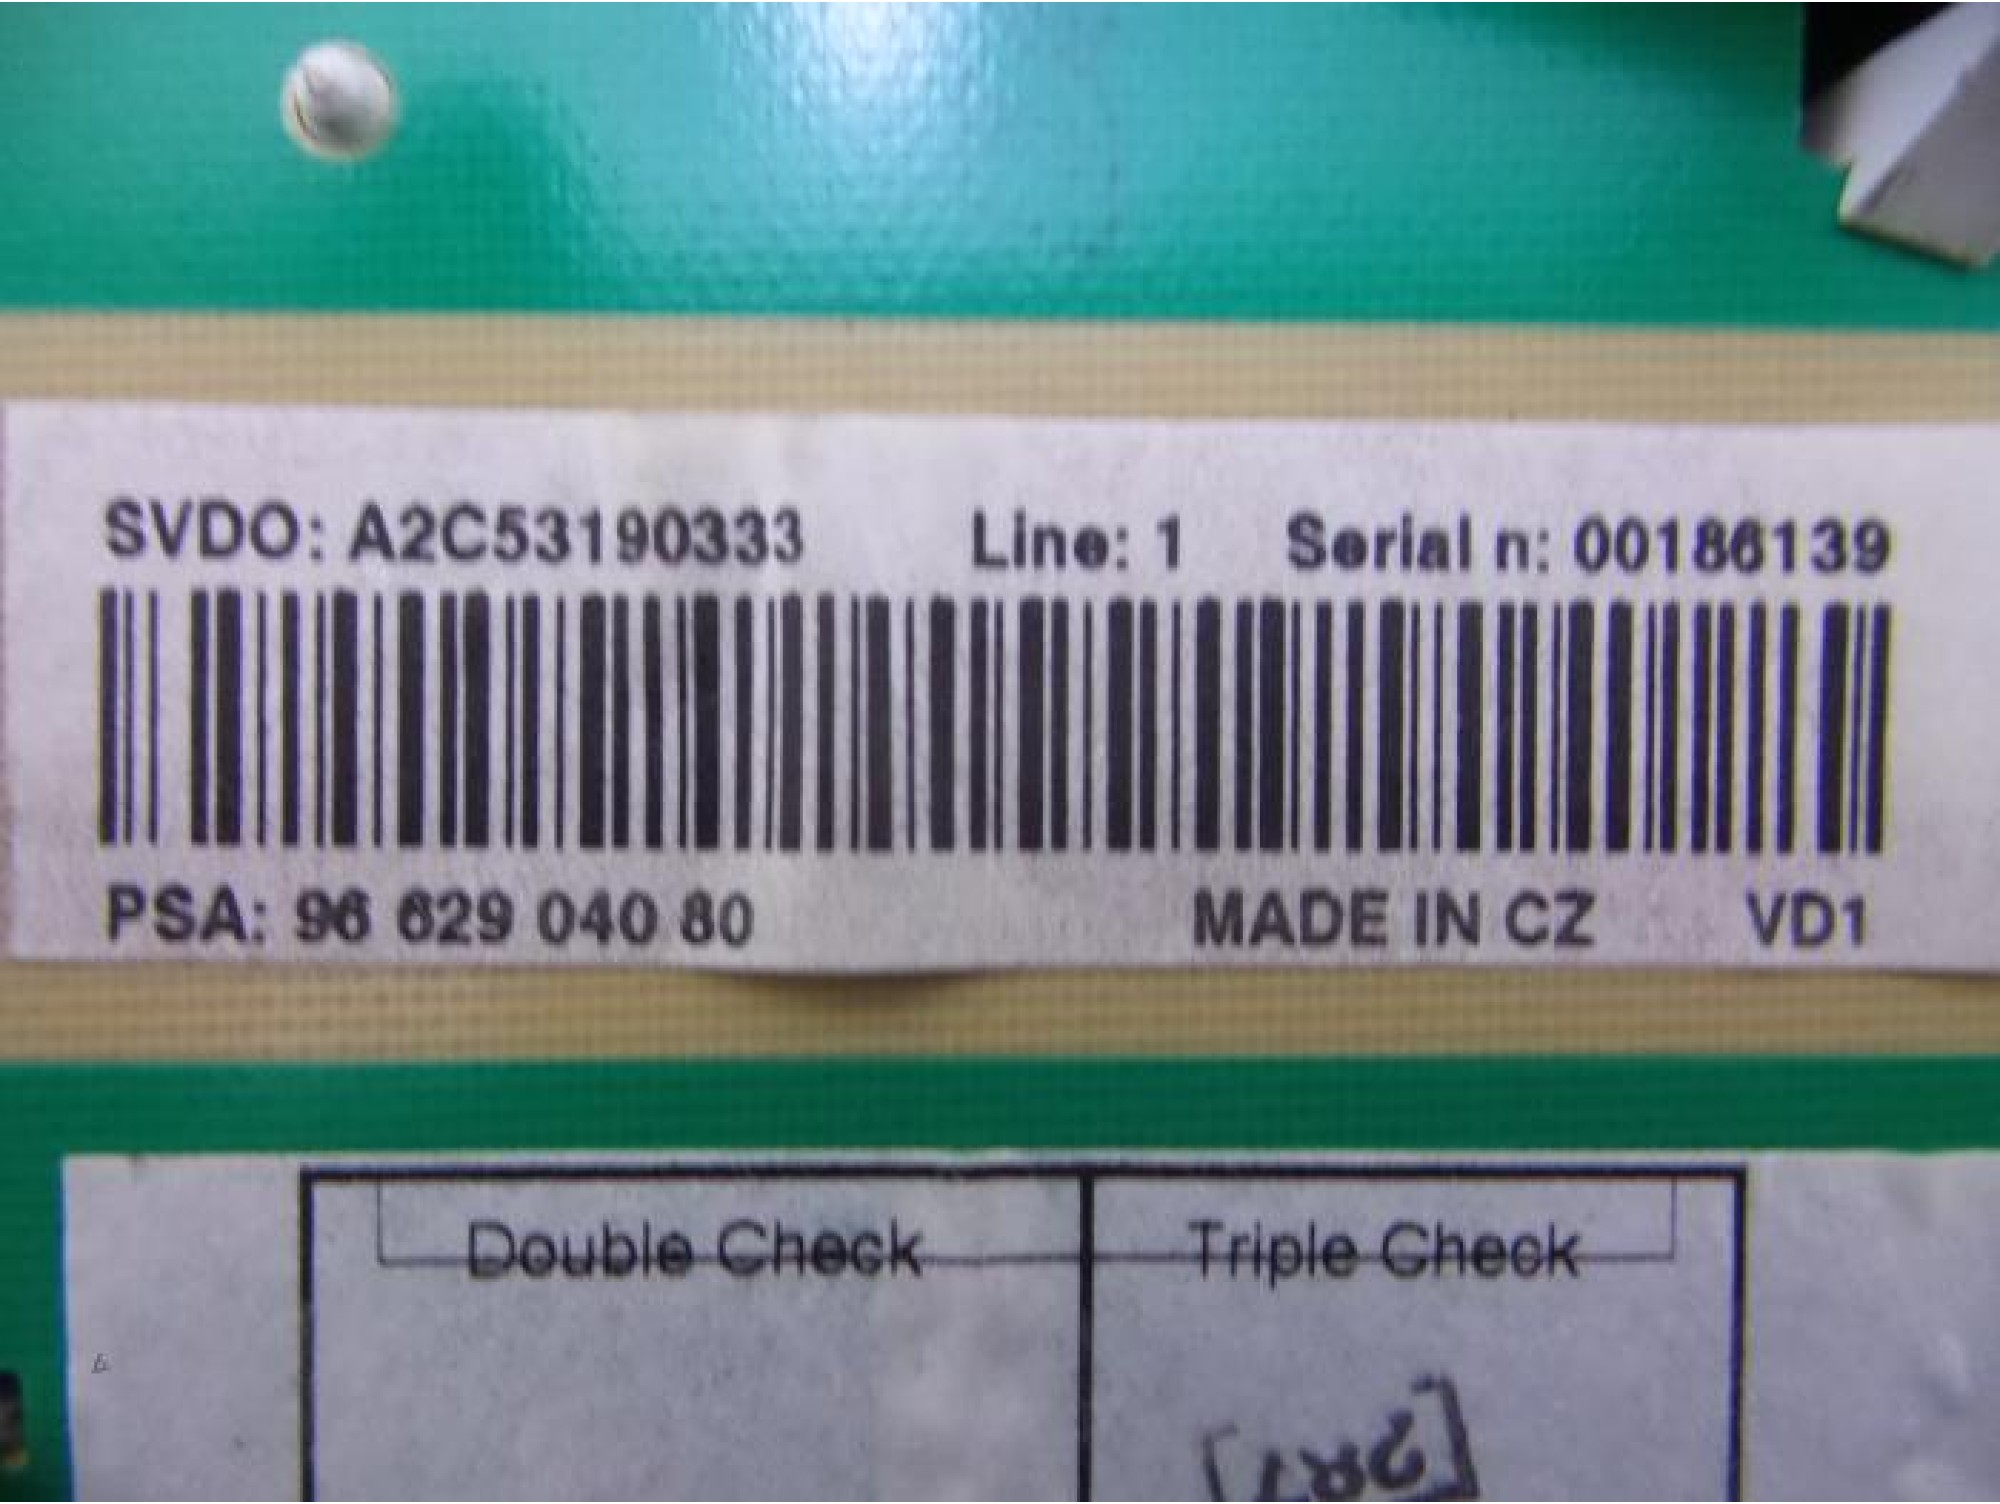 SVDO: A2C53190333 Line: 1 Serial n: 00186139
PSA: 96 629 040 80 MADE IN CZ VD1
Double Check Triple Check